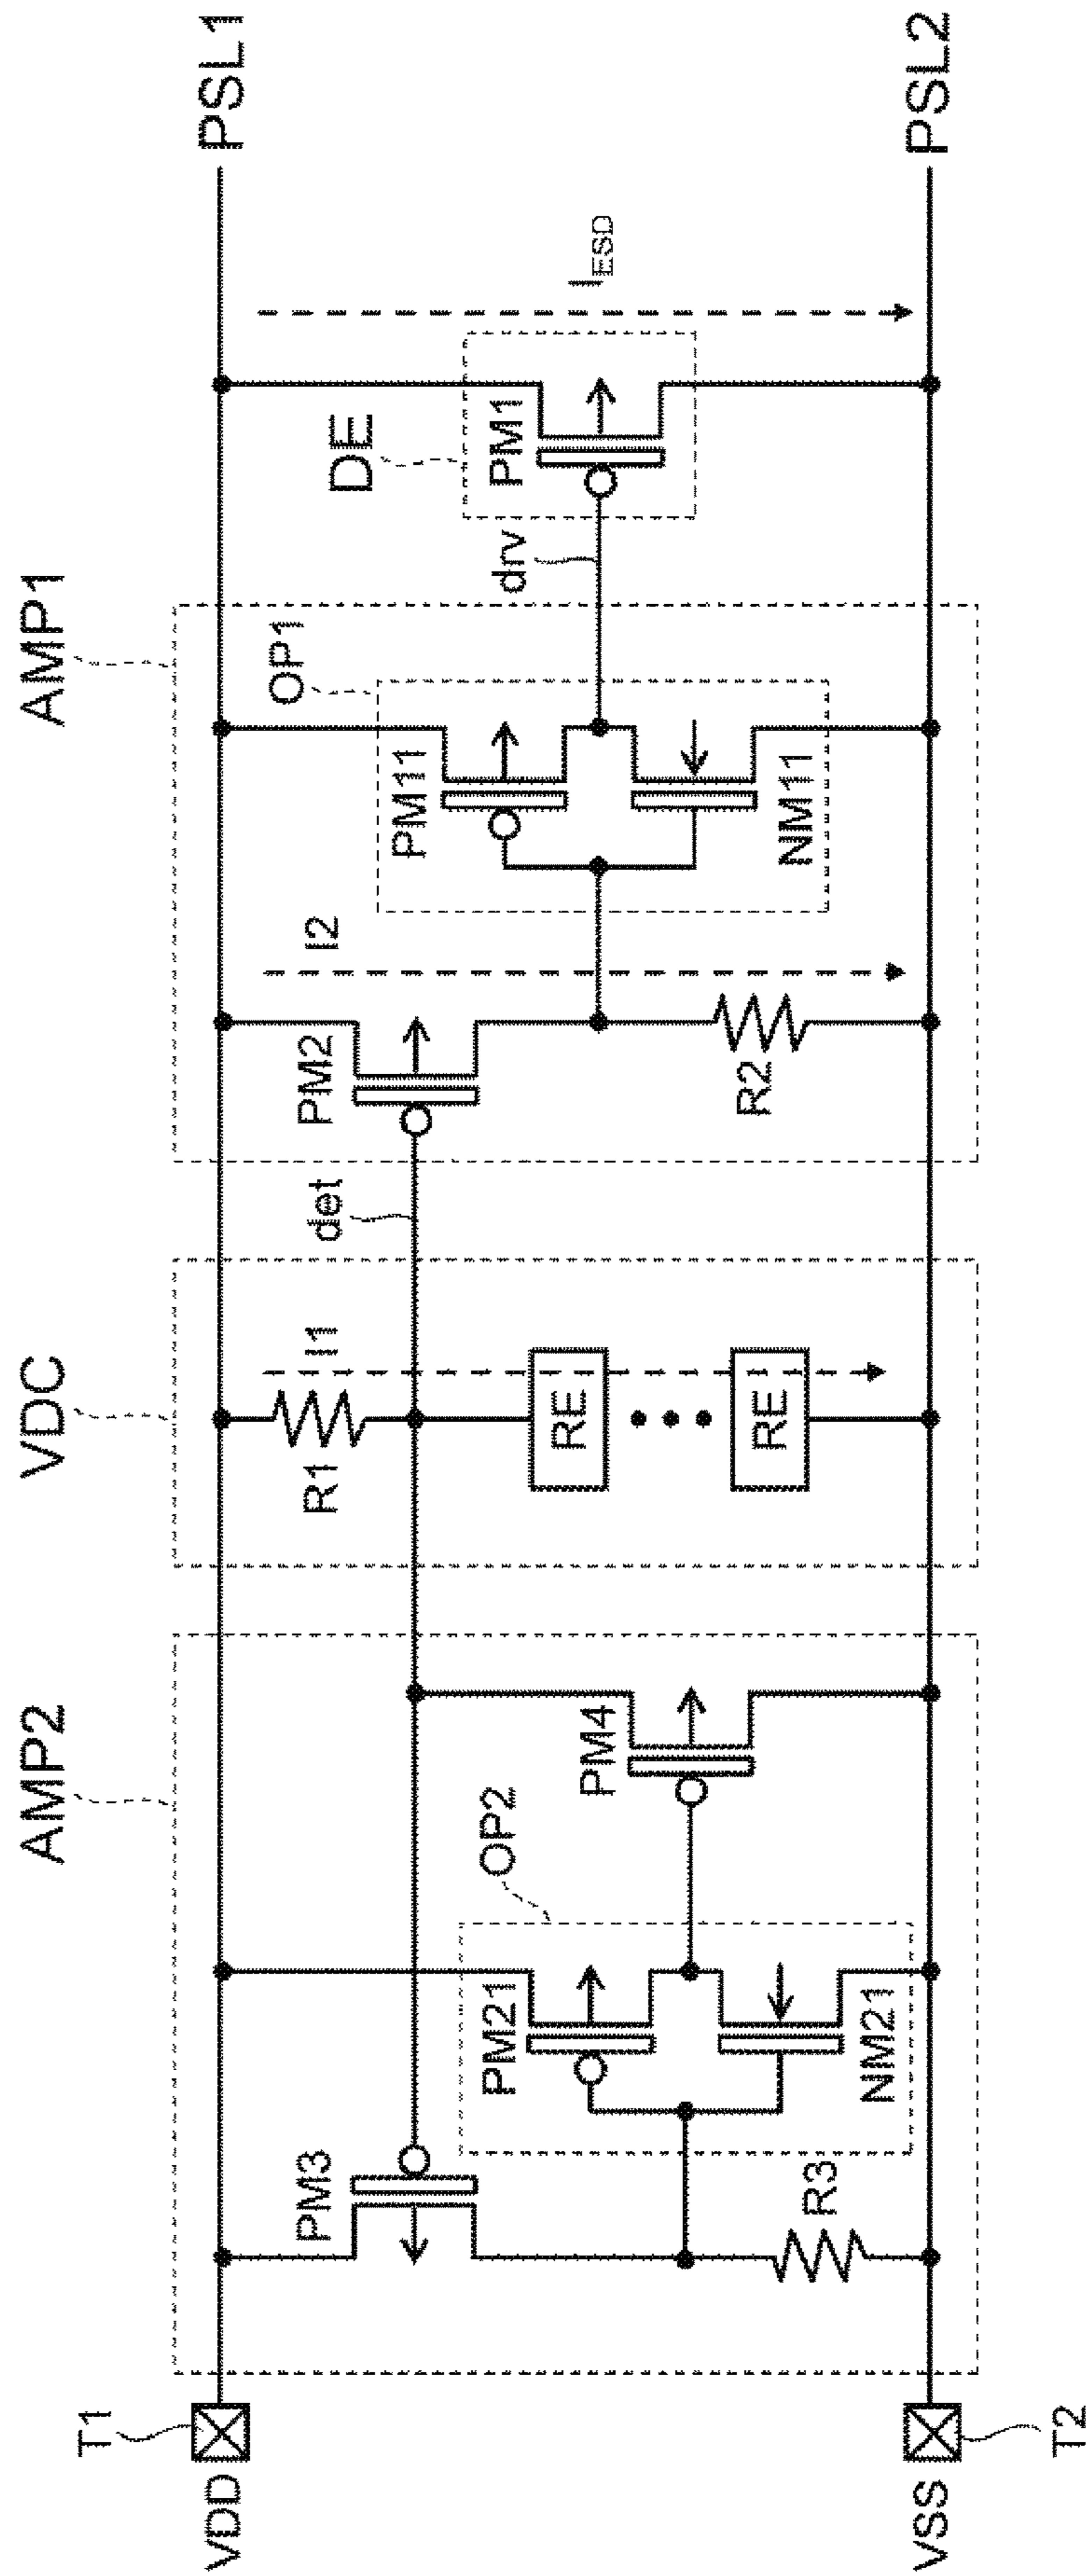 AMP2
VDC
AMP1
T1
VDD
PSL1
PM3
R1
I1
det
PM2
I2
OP1
DE
OP2
PM21
PM4
RE
PM11
drv
PM1
I_ESD
RE
R3
NM21
R2
NM11
VSS
PSL2
T2